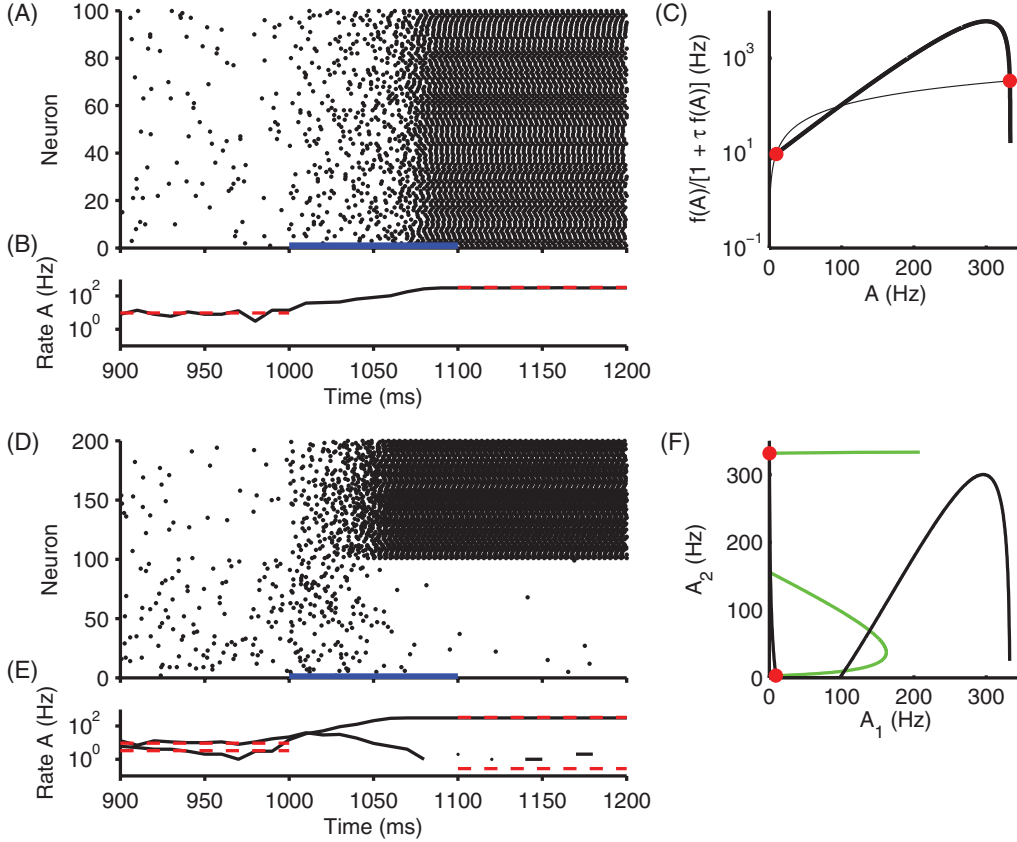 (A)
100
80
60
40
20
0
Neuron
(B)
10^2
10^0
Rate A (Hz)
900 950 1000 1050 1100 1150 1200
Time (ms)
(C)
10^3
10^1
10^-1
f(A)/[1 + τ f(A)] (Hz)
0 100 200 300
A (Hz)
(D)
200
150
100
50
0
Neuron
(E)
10^2
10^0
Rate A (Hz)
900 950 1000 1050 1100 1150 1200
Time (ms)
(F)
300
200
100
0
A_2 (Hz)
0 100 200 300
A_1 (Hz)